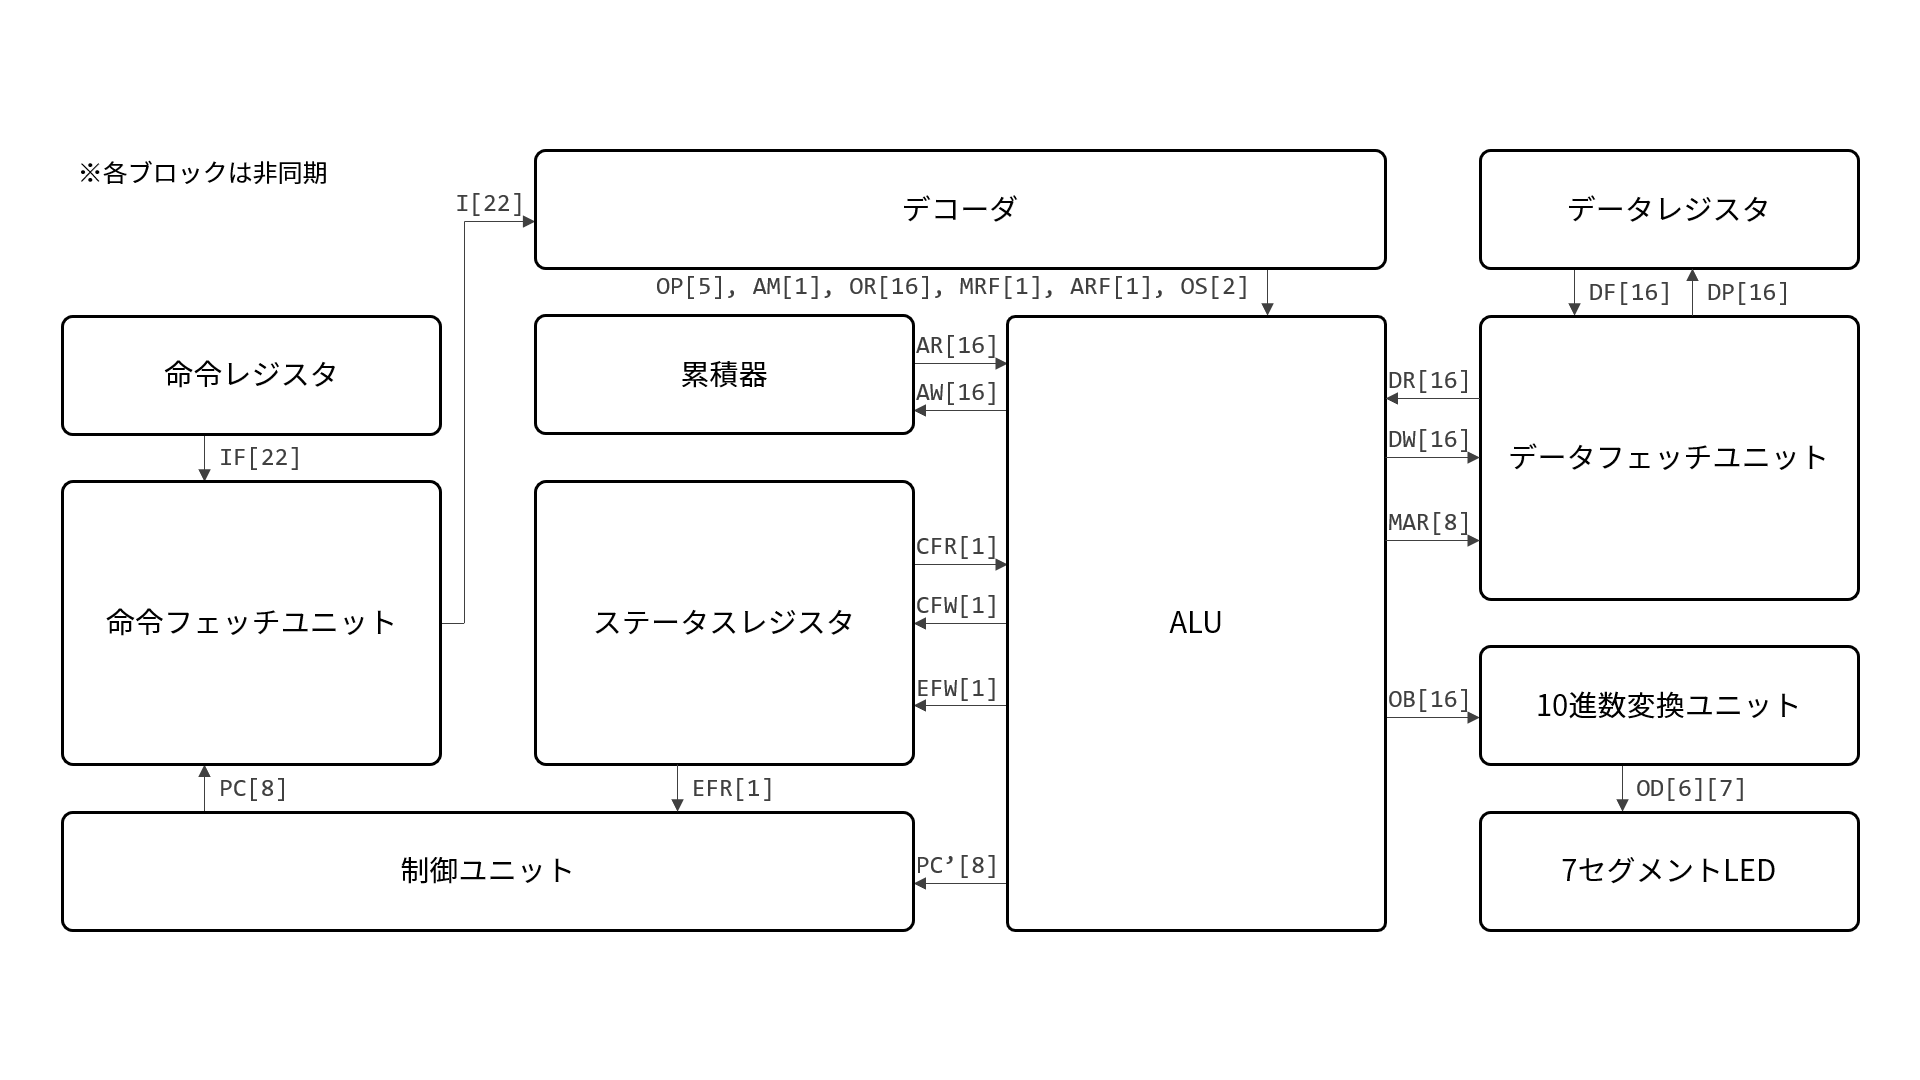 ※各ブロックは非同期
I[22]
デコーダ
データレジスタ
OP[5], AM[1], OR[16], MRF[1], ARF[1], OS[2]
DF[16]
DP[16]
命令レジスタ
累積器
AR[16]
AW[16]
DR[16]
DW[16]
MAR[8]
データフェッチユニット
IF[22]
命令フェッチユニット
ステータスレジスタ
CFR[1]
CFW[1]
EFW[1]
ALU
OB[16]
10進数変換ユニット
PC[8]
EFR[1]
OD[6][7]
制御ユニット
PC’[8]
7セグメントLED